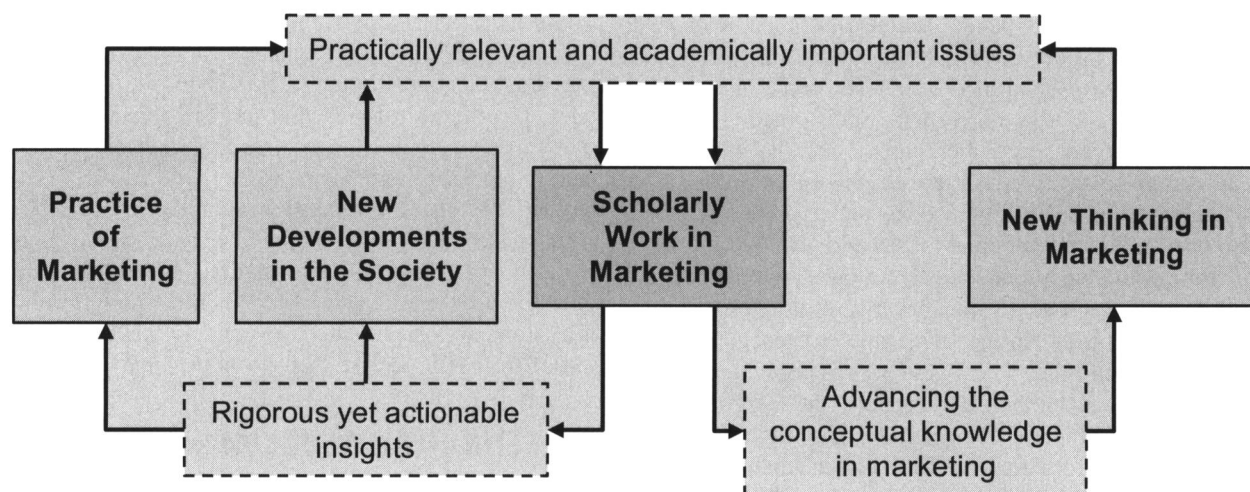 Practically relevant and academically important issues
Practice
of
Marketing
New
Developments
in the Society
Scholarly
Work in
Marketing
New Thinking in
Marketing
Rigorous yet actionable
insights
Advancing the
conceptual knowledge
in marketing